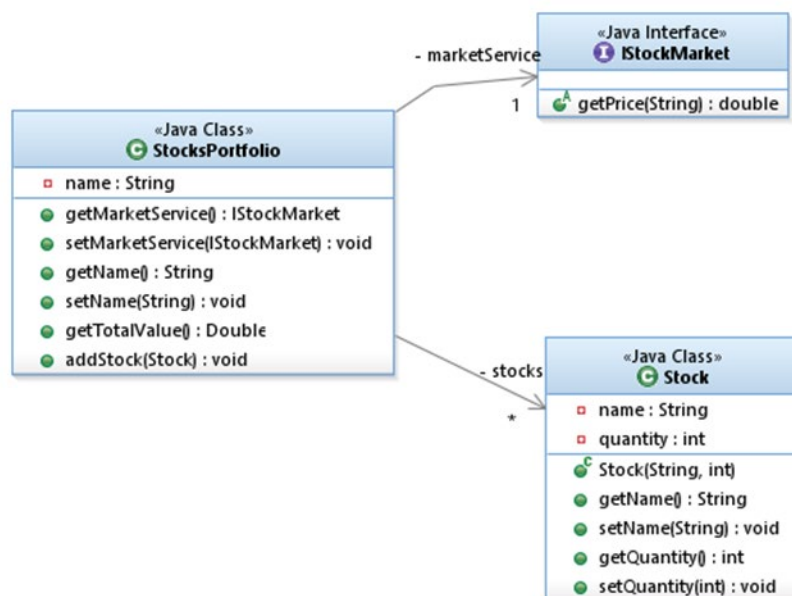 «Java Interface»
IStockMarket
getPrice(String) : double
- marketService
1
«Java Class»
StocksPortfolio
name : String
getMarketService() : IStockMarket
setMarketService(IStockMarket) : void
getName() : String
setName(String) : void
getTotalValue() : Double
addStock(Stock) : void
- stocks
*
«Java Class»
Stock
name : String
quantity : int
Stock(String, int)
getName() : String
setName(String) : void
getQuantity() : int
setQuantity(int) : void